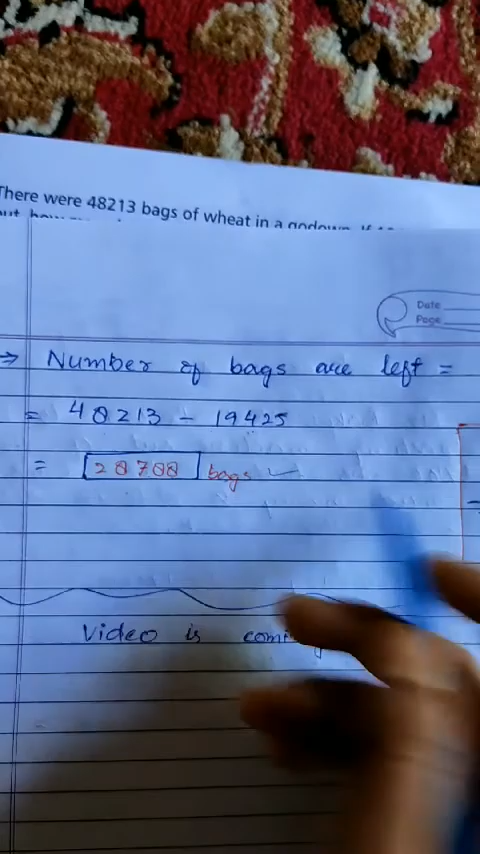 There were 48213 bags of wheat in a godown. If
Date
Page
⇒ Number of bags are left =
= 48213 - 19425
= 28788 bags
Video is